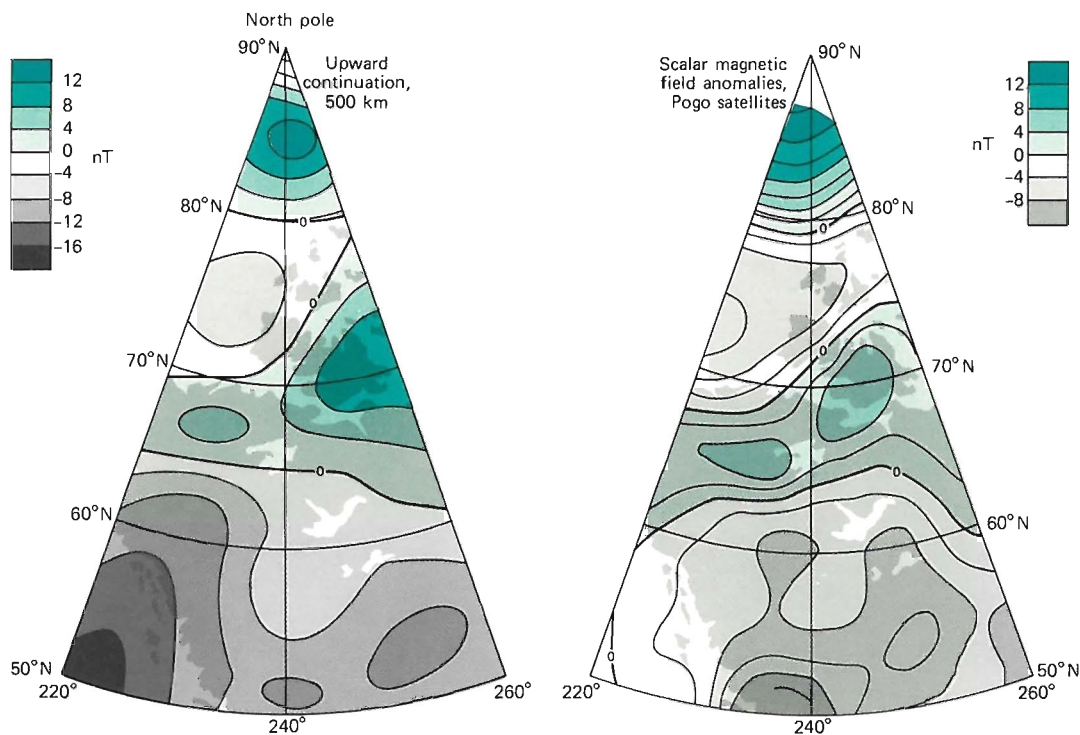 North pole
90°N
Upward
continuation,
500 km
12
8
4
0
-4
-8
-12
-16
nT
80°N
0
0
70°N
0
60°N
50°N
220°
240°
260°
90°N
Scalar magnetic
field anomalies,
Pogo satellites
12
8
4
0
-4
-8
nT
80°N
0
0
70°N
0
60°N
0
50°N
220°
240°
260°